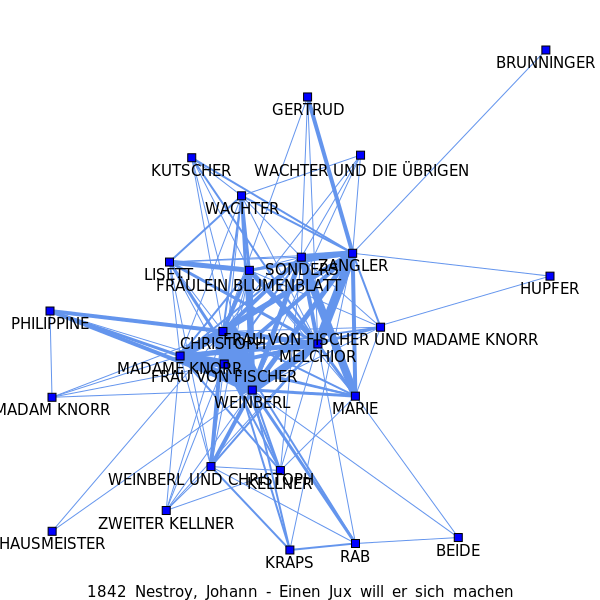 BRUNNINGER
GERTRUD
KUTSCHER
WACHTER UND DIE ÜBRIGEN
WACHTER
SONDERS
ZANGLER
LISETT
FRÄULEIN BLUMENBLATT
HUPFER
PHILIPPINE
CHRISTOPH
FRAU VON FISCHER UND MADAME KNORR
MELCHIOR
MADAME KNORR
FRAU VON FISCHER
WEINBERL
MARIE
MADAM KNORR
WEINBERL UND CHRISTOPH
KELLNER
ZWEITER KELLNER
HAUSMEISTER
KRAPS
RAB
BEIDE
1842 Nestroy, Johann - Einen Jux will er sich machen